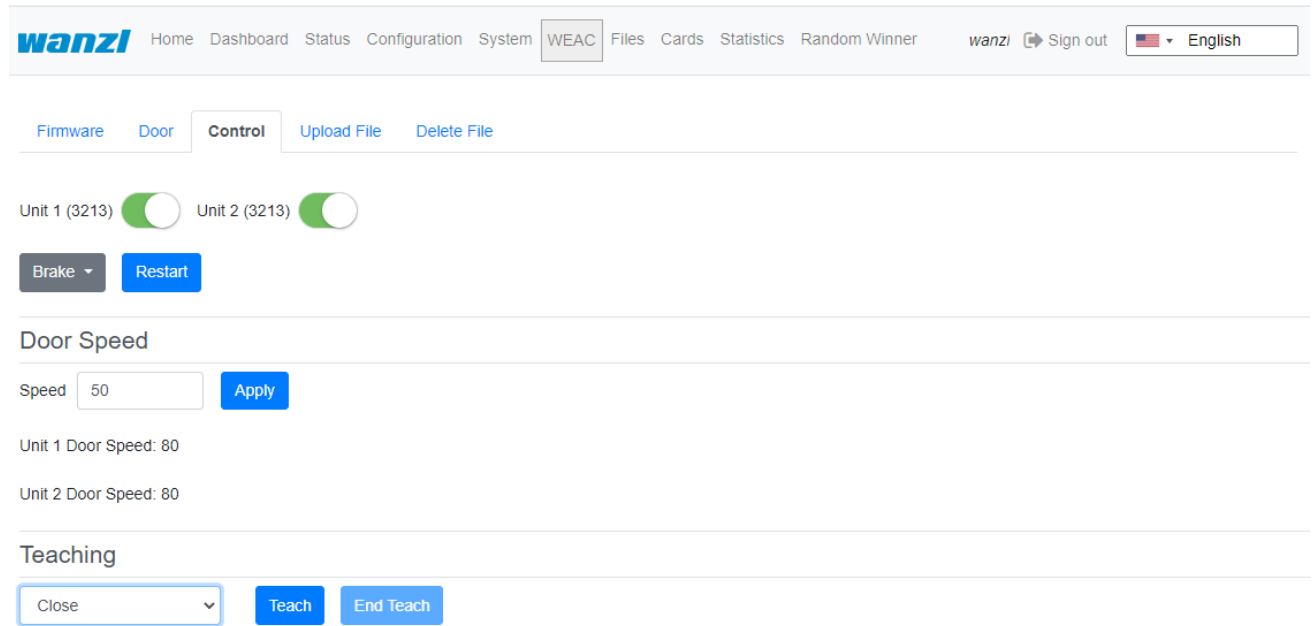 wanzl Home Dashboard Status Configuration System WEAC Files Cards Statistics Random Winner wanzl Sign out English
Firmware Door Control Upload File Delete File
Unit 1 (3213) Unit 2 (3213)
Brake Restart
Door Speed
Speed 50 Apply
Unit 1 Door Speed: 80
Unit 2 Door Speed: 80
Teaching
Close Teach End Teach